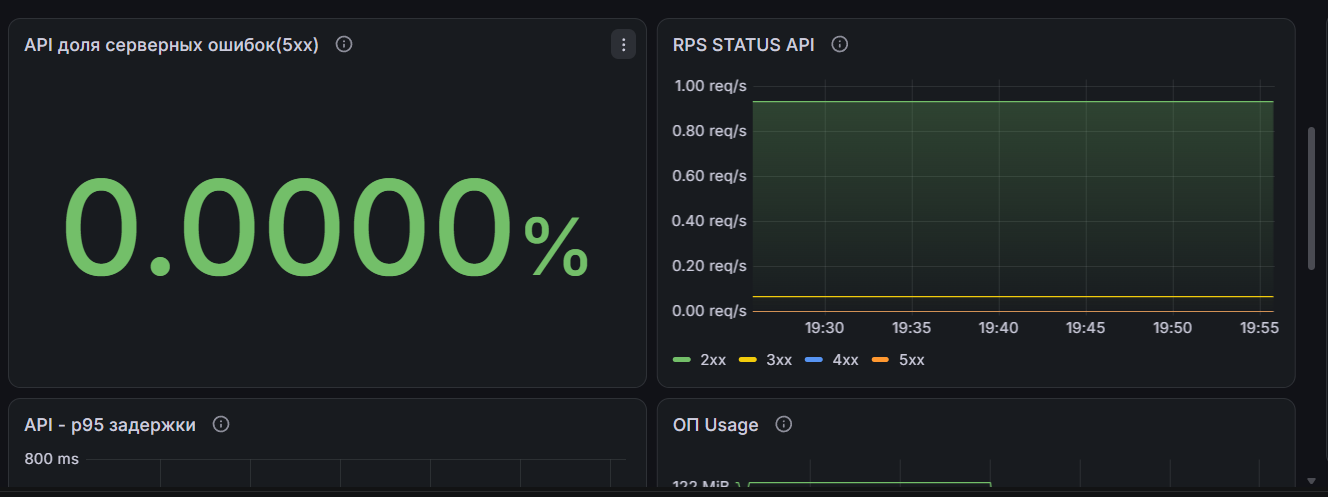 API доля серверных ошибок(5xx)
0.0000%
RPS STATUS API
1.00 req/s
0.80 req/s
0.60 req/s
0.40 req/s
0.20 req/s
0.00 req/s
19:30 19:35 19:40 19:45 19:50 19:55
2xx 3xx 4xx 5xx
API - p95 задержки
800 ms
ОП Usage
122 MiB